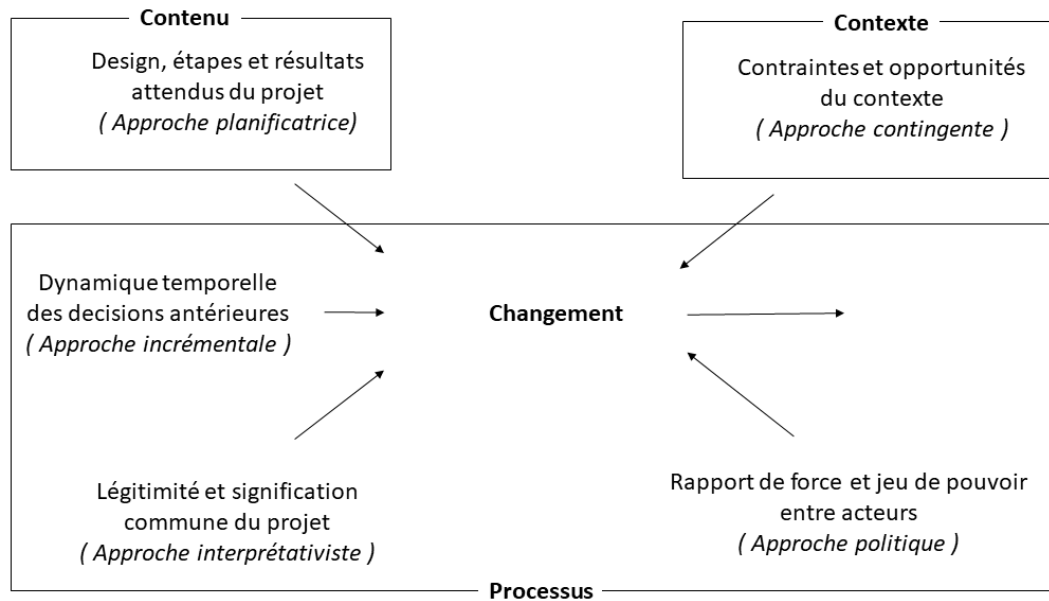 Contenu
Design, étapes et résultats
attendus du projet
( Approche planificatrice)
Contexte
Contraintes et opportunités
du contexte
( Approche contingente )
Dynamique temporelle
des decisions antérieures
( Approche incrémentale )
Changement
Légitimité et signification
commune du projet
( Approche interprétativiste )
Rapport de force et jeu de pouvoir
entre acteurs
( Approche politique )
Processus